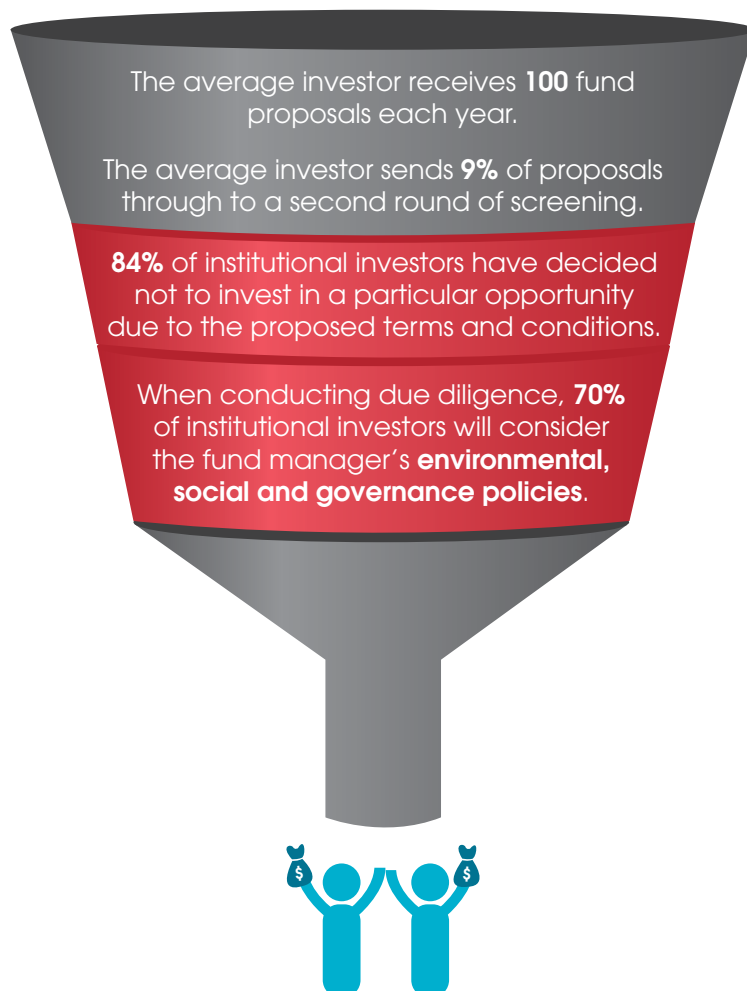 The average investor receives 100 fund
proposals each year.
The average investor sends 9% of proposals
through to a second round of screening.
84% of institutional investors have decided
not to invest in a particular opportunity
due to the proposed terms and conditions.
When conducting due diligence, 70%
of institutional investors will consider
the fund manager’s environmental,
social and governance policies.
$ $